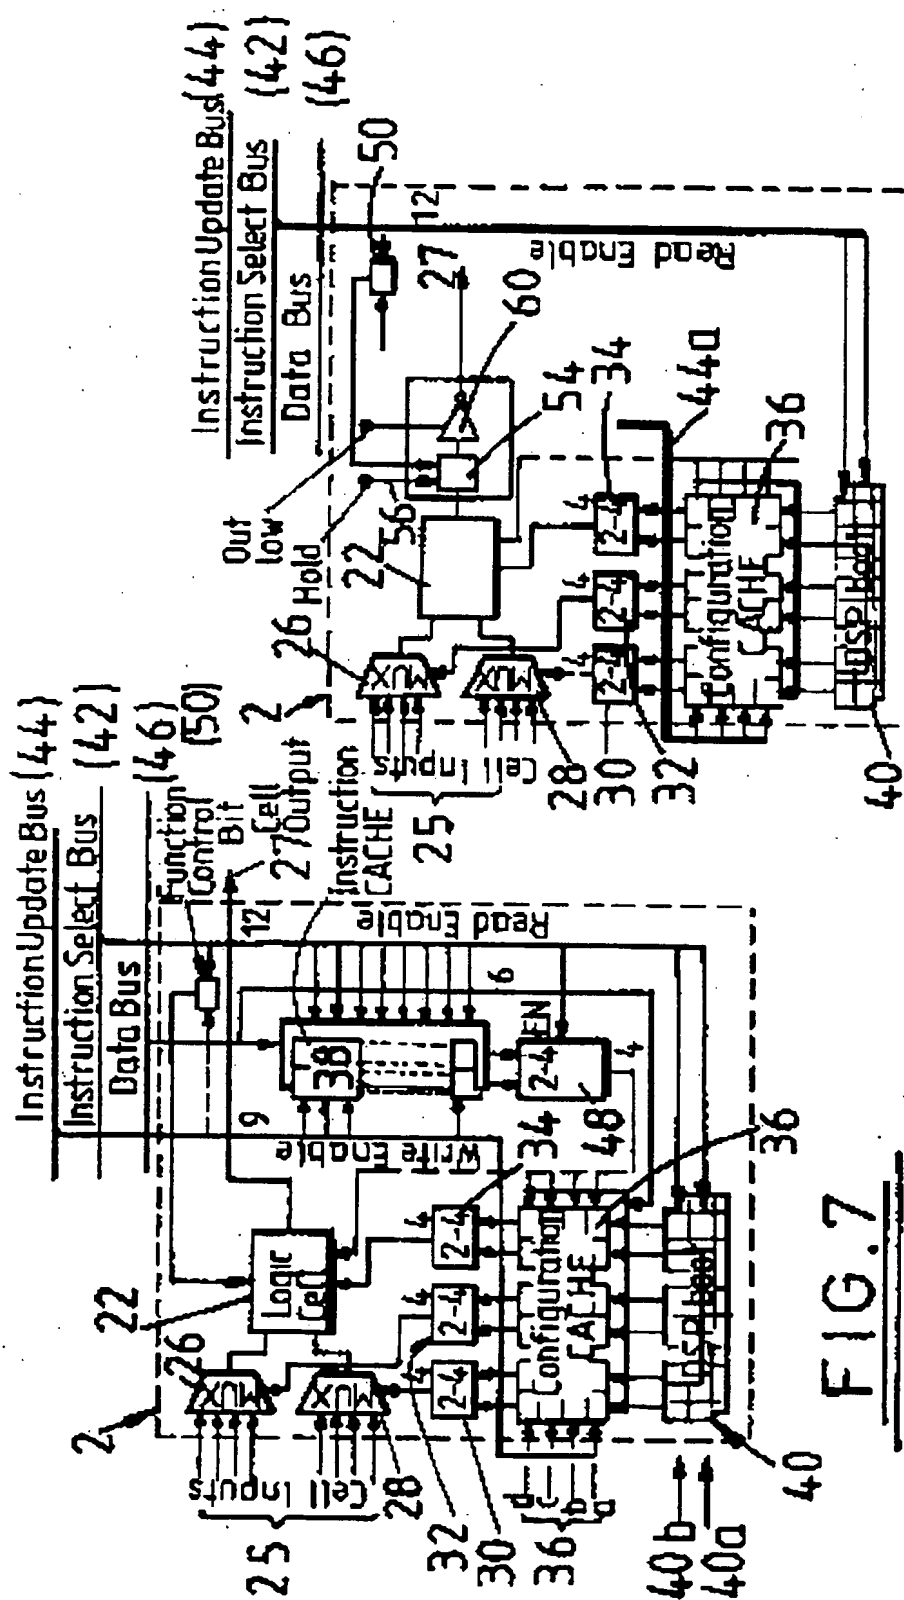 Instruction Update Bus (44)
Instruction Select Bus (42)
Data Bus (46)
Function Control Bit (50)
27 Cell Output
Instruction CACHE
2
22
26
MUX
MUX
Logic Cell
Cell Inputs
25
28
32
30
2-4
2-4
2-4
4
4
4
34
9
12
Write Enable
Read Enable
38
6
EN
2-4
4
48
Configuration CACHE
36
d
c
b
a
36
40b
40a
40
Instruction Update Bus (44)
Instruction Select Bus (42)
Data Bus (46)
50
12
27
Read Enable
Out low
Hold
56
60
54
2
22
26
MUX
MUX
Cell Inputs
25
28
30
32
2-4
2-4
2-4
4
4
4
34
44a
Configuration CACHE
36
40
FIG.7